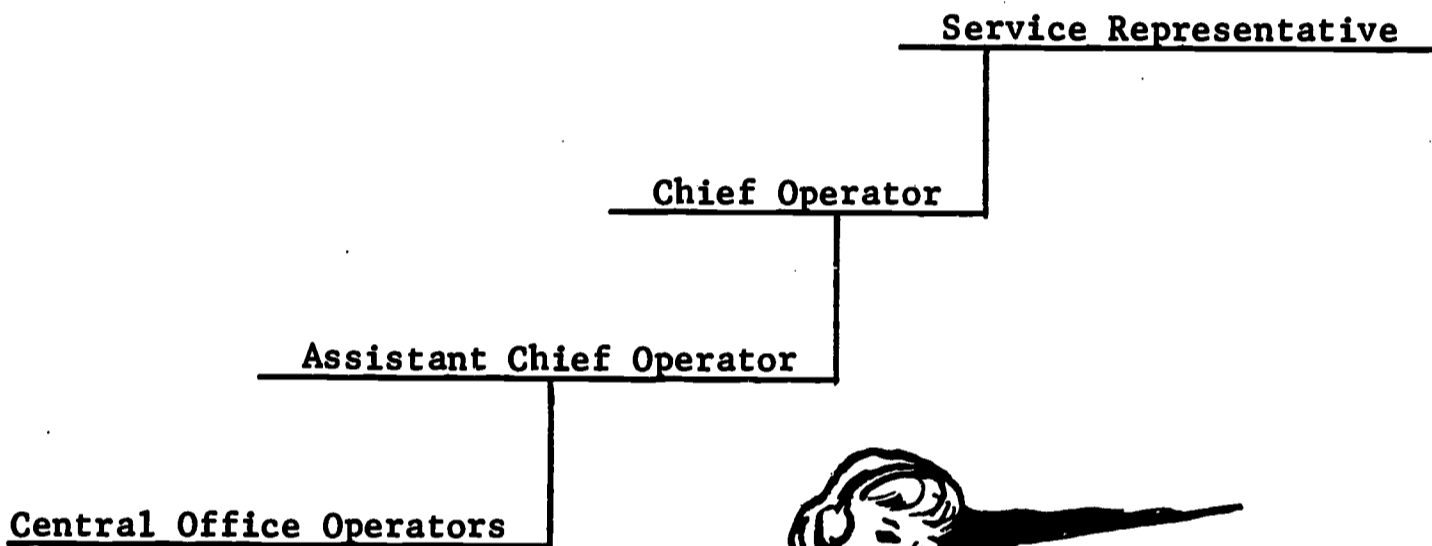 Service Representative
Chief Operator
Assistant Chief Operator
Central Office Operators